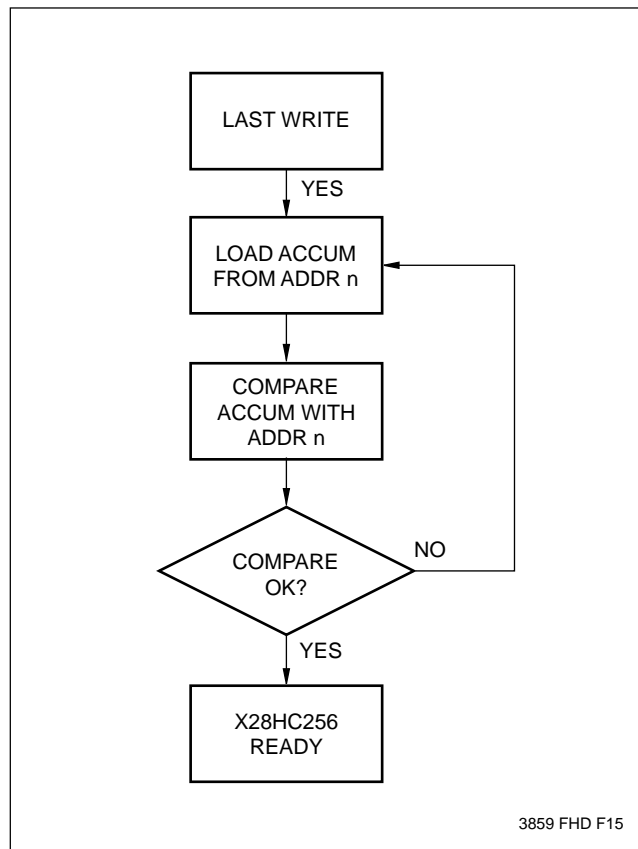 LAST WRITE
YES
LOAD ACCUM
FROM ADDR n
COMPARE
ACCUM WITH
ADDR n
COMPARE
OK?
NO
YES
X28HC256
READY
3859 FHD F15